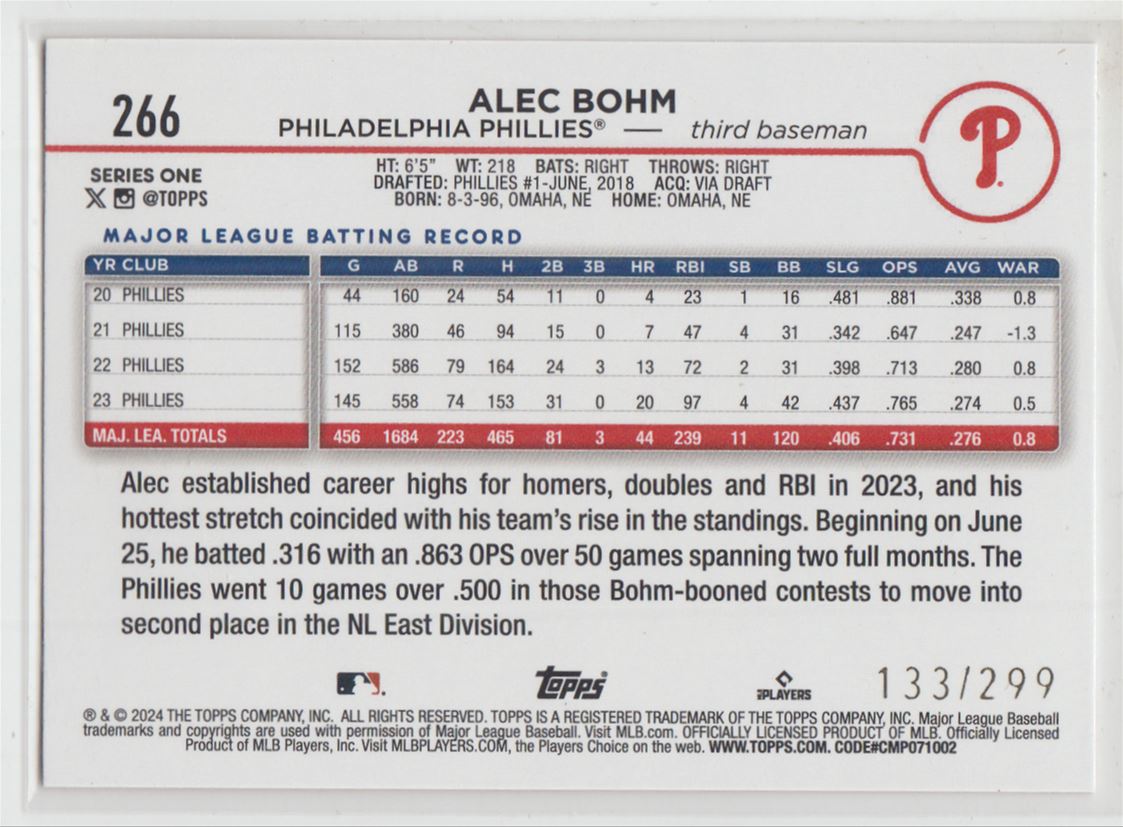 266
ALEC BOHM
PHILADELPHIA PHILLIES® — third baseman
P
SERIES ONE
X @TOPPS
HT: 6'5" WT: 218 BATS: RIGHT THROWS: RIGHT
DRAFTED: PHILLIES #1-JUNE, 2018 ACQ: VIA DRAFT
BORN: 8-3-96, OMAHA, NE HOME: OMAHA, NE
MAJOR LEAGUE BATTING RECORD
YR CLUB G AB R H 2B 3B HR RBI SB BB SLG OPS AVG WAR
20 PHILLIES 44 160 24 54 11 0 4 23 1 16 .481 .881 .338 0.8
21 PHILLIES 115 380 46 94 15 0 7 47 4 31 .342 .647 .247 -1.3
22 PHILLIES 152 586 79 164 24 3 13 72 2 31 .398 .713 .280 0.8
23 PHILLIES 145 558 74 153 31 0 20 97 4 42 .437 .765 .274 0.5
MAJ. LEA. TOTALS 456 1684 223 465 81 3 44 239 11 120 .406 .731 .276 0.8
Alec established career highs for homers, doubles and RBI in 2023, and his
hottest stretch coincided with his team's rise in the standings. Beginning on June
25, he batted .316 with an .863 OPS over 50 games spanning two full months. The
Phillies went 10 games over .500 in those Bohm-booned contests to move into
second place in the NL East Division.
topps
PLAYERS
133/299
® & © 2024 THE TOPPS COMPANY, INC. ALL RIGHTS RESERVED. TOPPS IS A REGISTERED TRADEMARK OF THE TOPPS COMPANY, INC. Major League Baseball
trademarks and copyrights are used with permission of Major League Baseball. Visit MLB.com. OFFICIALLY LICENSED PRODUCT OF MLB. Officially Licensed
Product of MLB Players, Inc. Visit MLBPLAYERS.COM, the Players Choice on the web. WWW.TOPPS.COM. CODE#CMP071002